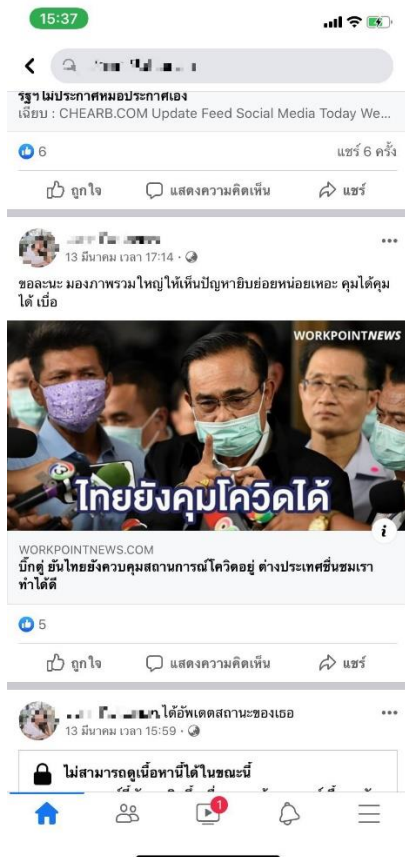 15:37
รัฐฯไม่ประกาศหมอประกาศเอง
เฉียบ : CHEARB.COM Update Feed Social Media Today We...
6
แชร์ 6 ครั้ง
ถูกใจ
แสดงความคิดเห็น
แชร์
13 มีนาคม เวลา 17:14 ·
ขอละนะ มองภาพรวมใหญ่ให้เห็นปัญหายิบย่อยหน่อยเหอะ คุมได้คุม
ได้ เบื่อ
WORKPOINTNEWS
ไทยยังคุมโควิดได้
WORKPOINTNEWS.COM
บิ๊กตู่ ยันไทยยังควบคุมสถานการณ์โควิดอยู่ ต่างประเทศชื่นชมเรา
ทำได้ดี
5
ถูกใจ
แสดงความคิดเห็น
แชร์
ได้อัพเดตสถานะของเธอ
13 มีนาคม เวลา 15:59 ·
ไม่สามารถดูเนื้อหานี้ได้ในขณะนี้
1